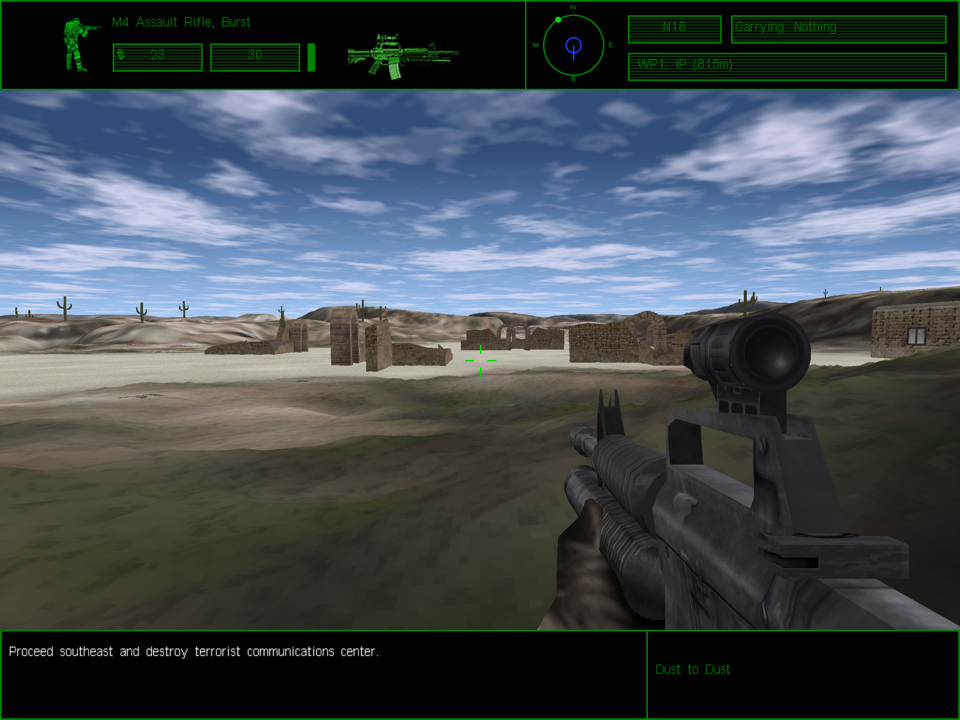 M4 Assault Rifle, Burst
23
30
N
W
E
S
N18
Carrying: Nothing
WP1: IP (815m)
Proceed southeast and destroy terrorist communications center.
Dust to Dust